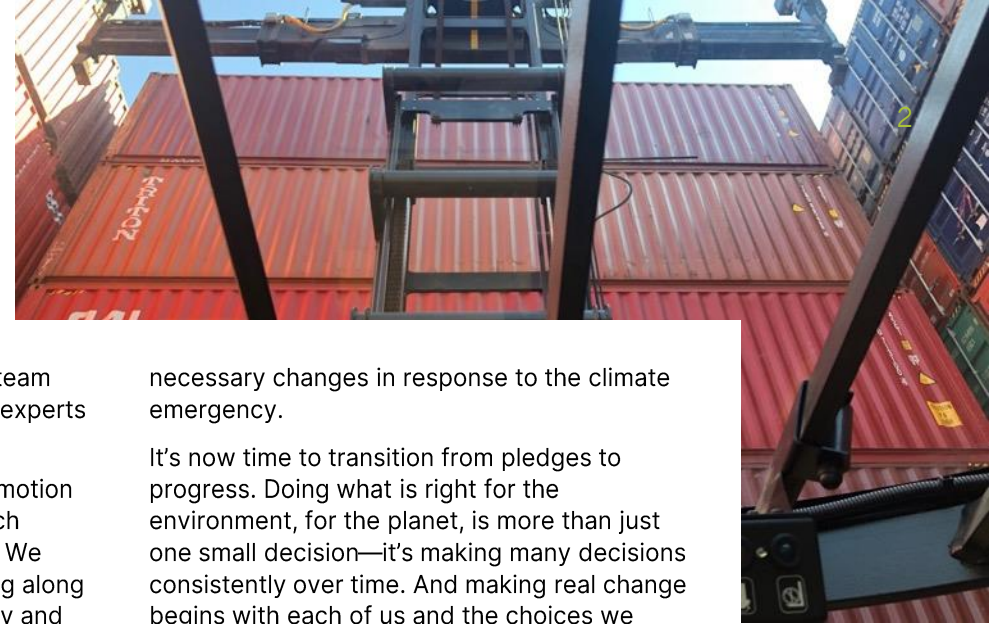 2
TRITON
team
experts
motion
We
along
and
necessary changes in response to the climate
emergency.
It’s now time to transition from pledges to
progress. Doing what is right for the
environment, for the planet, is more than just
one small decision—it’s making many decisions
consistently over time. And making real change
begins with each of us and the choices we